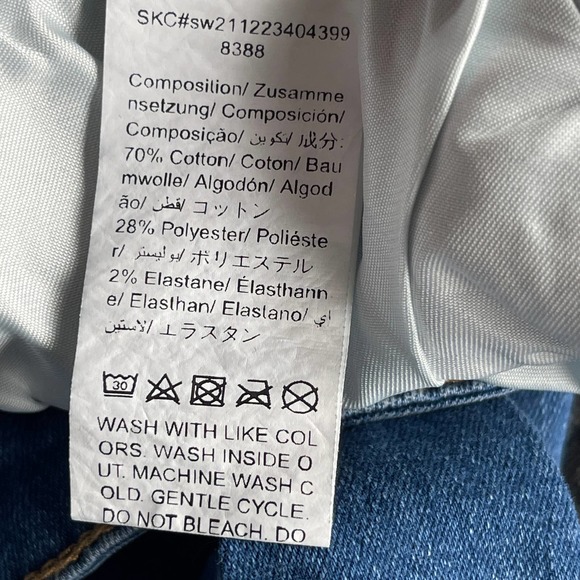 SKC#sw211223404399
8388
Composition/ Zusamme
nsetzung/ Composición/
Composição/ تكوين/ 成分:
70% Cotton/ Coton/ Bau
mwolle/ Algodón/ Algod
ão/ قطن/ コットン
28% Polyester/ Polièste
r/ بوليستر/ ポリエステル
2% Elastane/ Élasthann
e/ Elasthan/ Elastano/ إي
لاستين/ エラスタン
30
WASH WITH LIKE COL
ORS. WASH INSIDE O
UT. MACHINE WASH C
OLD. GENTLE CYCLE.
DO NOT BLEACH. DO